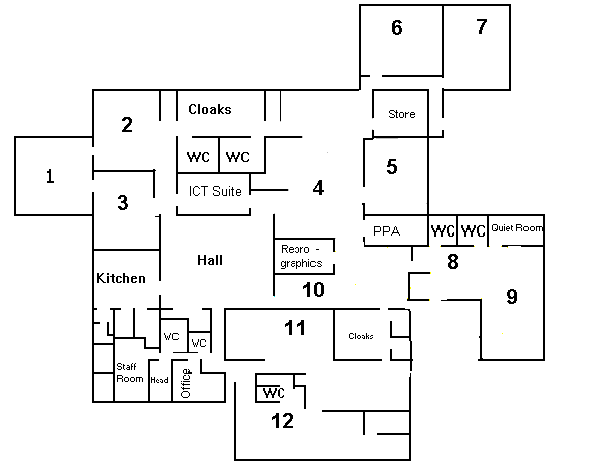 6
7
Cloaks
Store
2
WC
WC
5
1
ICT Suite
4
3
PPA
WC
WC
Quiet Room
Hall
Repro -
graphics
8
Kitchen
10
9
11
WC
Cloaks
WC
Staff
Room
Head
Office
WC
12